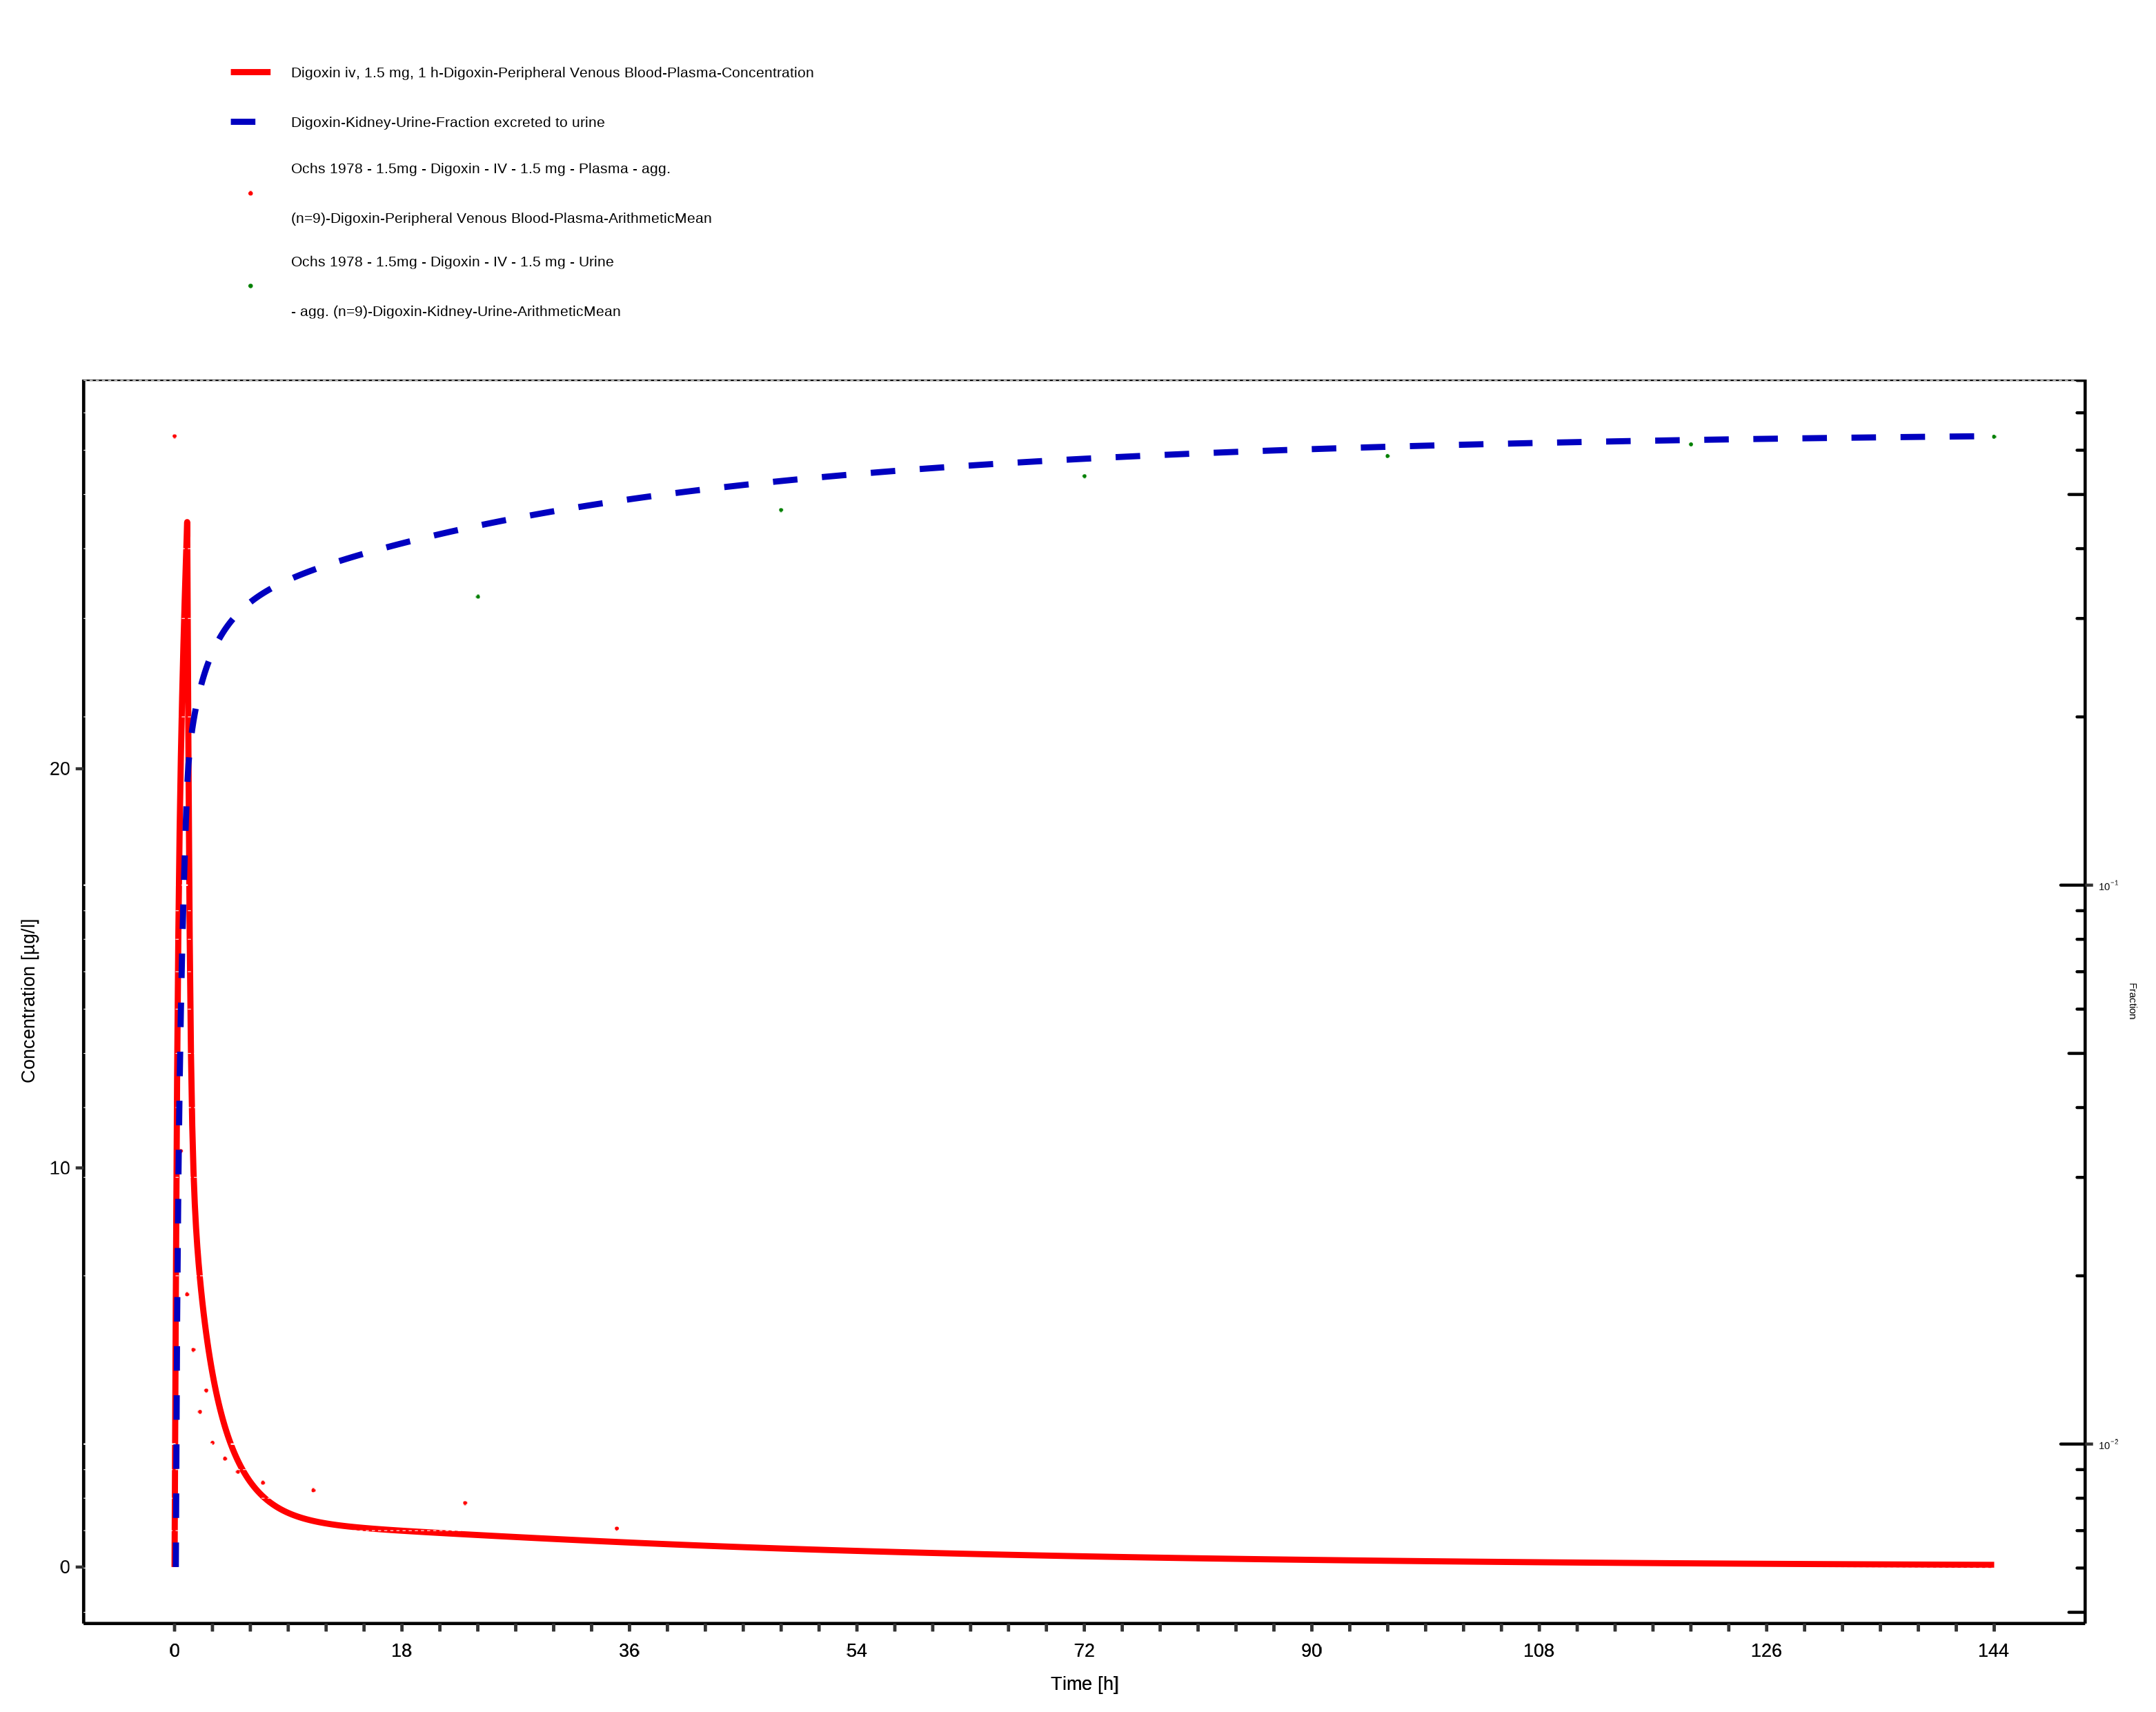 Digoxin iv, 1.5 mg, 1 h-Digoxin-Peripheral Venous Blood-Plasma-Concentration
Digoxin-Kidney-Urine-Fraction excreted to urine
Ochs 1978 - 1.5mg - Digoxin - IV - 1.5 mg - Plasma - agg.
(n=9)-Digoxin-Peripheral Venous Blood-Plasma-ArithmeticMean
Ochs 1978 - 1.5mg - Digoxin - IV - 1.5 mg - Urine
- agg. (n=9)-Digoxin-Kidney-Urine-ArithmeticMean
Concentration [µg/l]
20
10
0
10⁻¹
10⁻²
Fraction
0 18 36 54 72 90 108 126 144
Time [h]